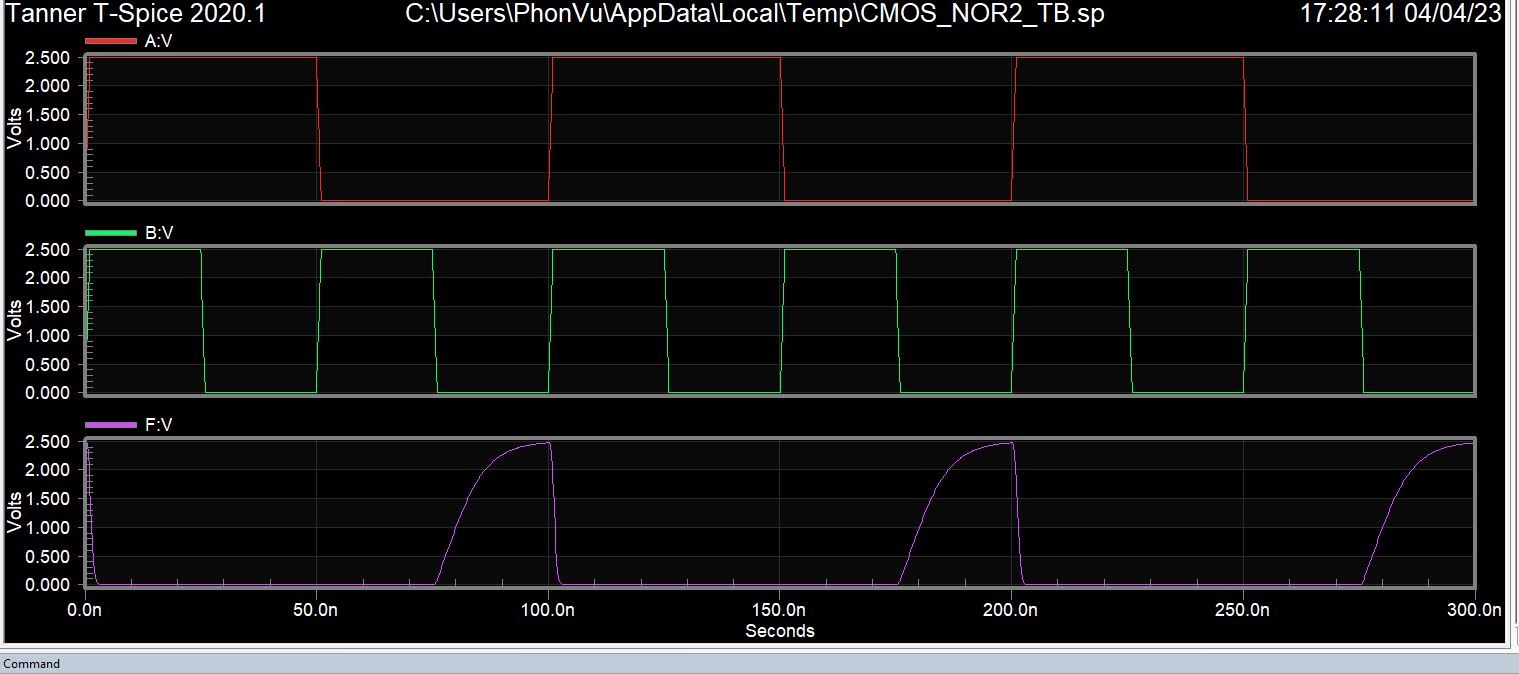 Tanner T-Spice 2020.1 C:\Users\PhonVu\AppData\Local\Temp\CMOS_NOR2_TB.sp 17:28:11 04/04/23
A:V
2.500
2.000
1.500
1.000
0.500
0.000
Volts
B:V
2.500
2.000
1.500
1.000
0.500
0.000
Volts
F:V
2.500
2.000
1.500
1.000
0.500
0.000
Volts
0.0n 50.0n 100.0n 150.0n 200.0n 250.0n 300.0n
Seconds
Command